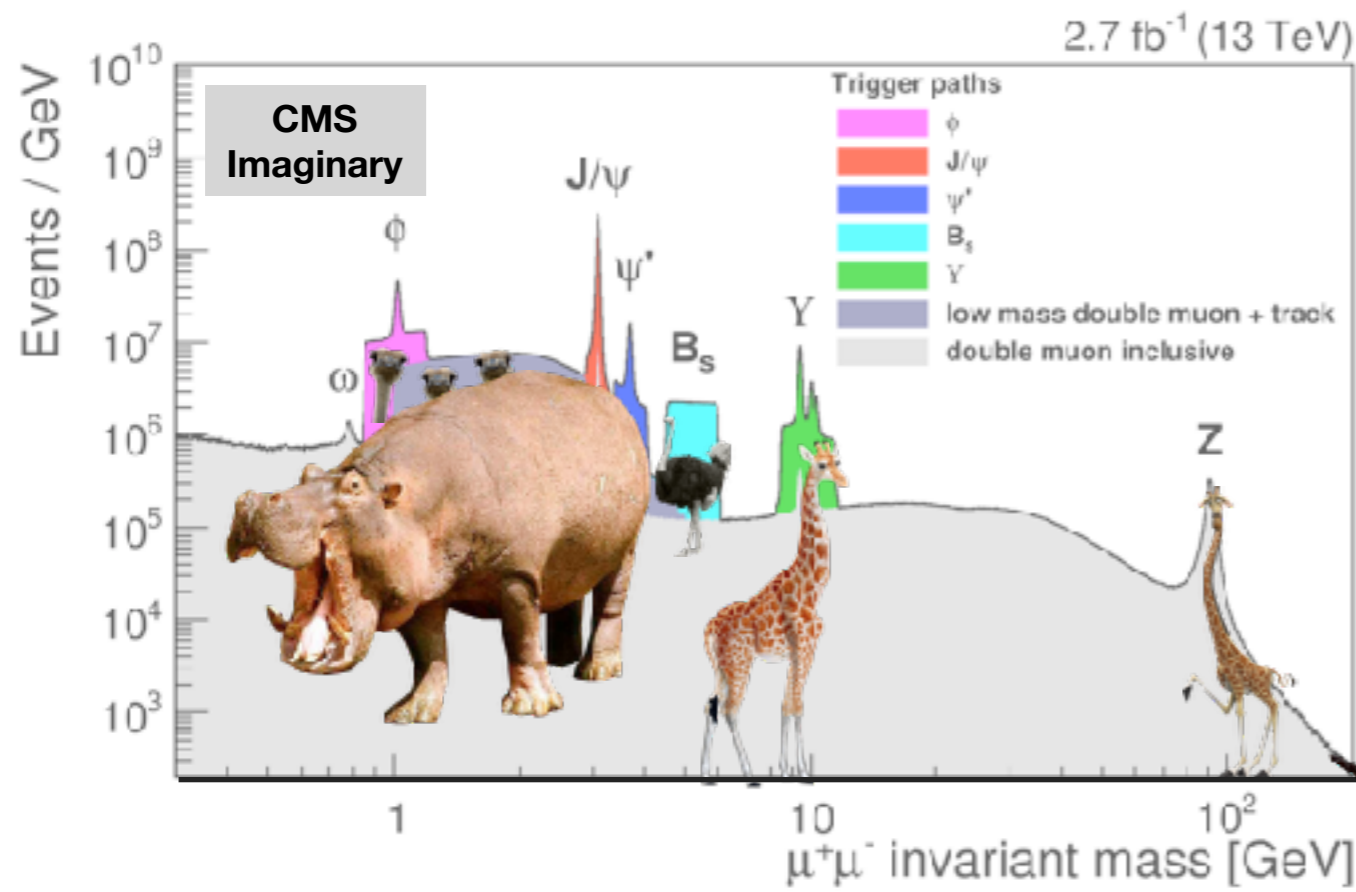 2.7 fb⁻¹ (13 TeV)
Events / GeV
10¹⁰
10⁹
10⁸
10⁷
10⁶
10⁵
10⁴
10³
CMS
Imaginary
Trigger paths
ϕ
J/ψ
ψ'
Bₛ
Υ
low mass double muon + track
double muon inclusive
ω
ϕ
J/ψ
ψ'
Bₛ
Υ
Z
1
10
10²
μ⁺μ⁻ invariant mass [GeV]